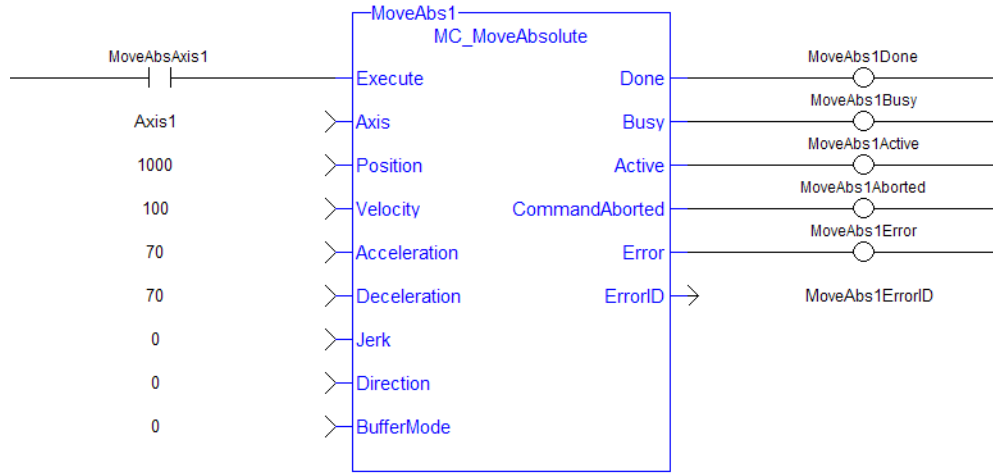 MoveAbs1
MC_MoveAbsolute
MoveAbsAxis1
Execute
Done
MoveAbs1Done
Axis1
Axis
Busy
MoveAbs1Busy
1000
Position
Active
MoveAbs1Active
100
Velocity
CommandAborted
MoveAbs1Aborted
70
Acceleration
Error
MoveAbs1Error
70
Deceleration
ErrorID
MoveAbs1ErrorID
0
Jerk
0
Direction
0
BufferMode